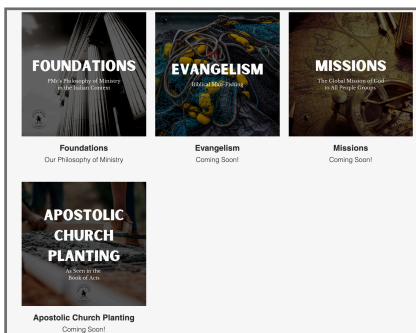 FOUNDATIONS
PMc's Philosophy of Ministry
in the Italian Context
EVANGELISM
Biblical Man-Fishing
MISSIONS
The Global Mission of God
to All People Groups
Foundations
Our Philosophy of Ministry
Evangelism
Coming Soon!
Missions
Coming Soon!
APOSTOLIC
CHURCH
PLANTING
As Seen in the
Book of Acts
Apostolic Church Planting
Coming Soon!